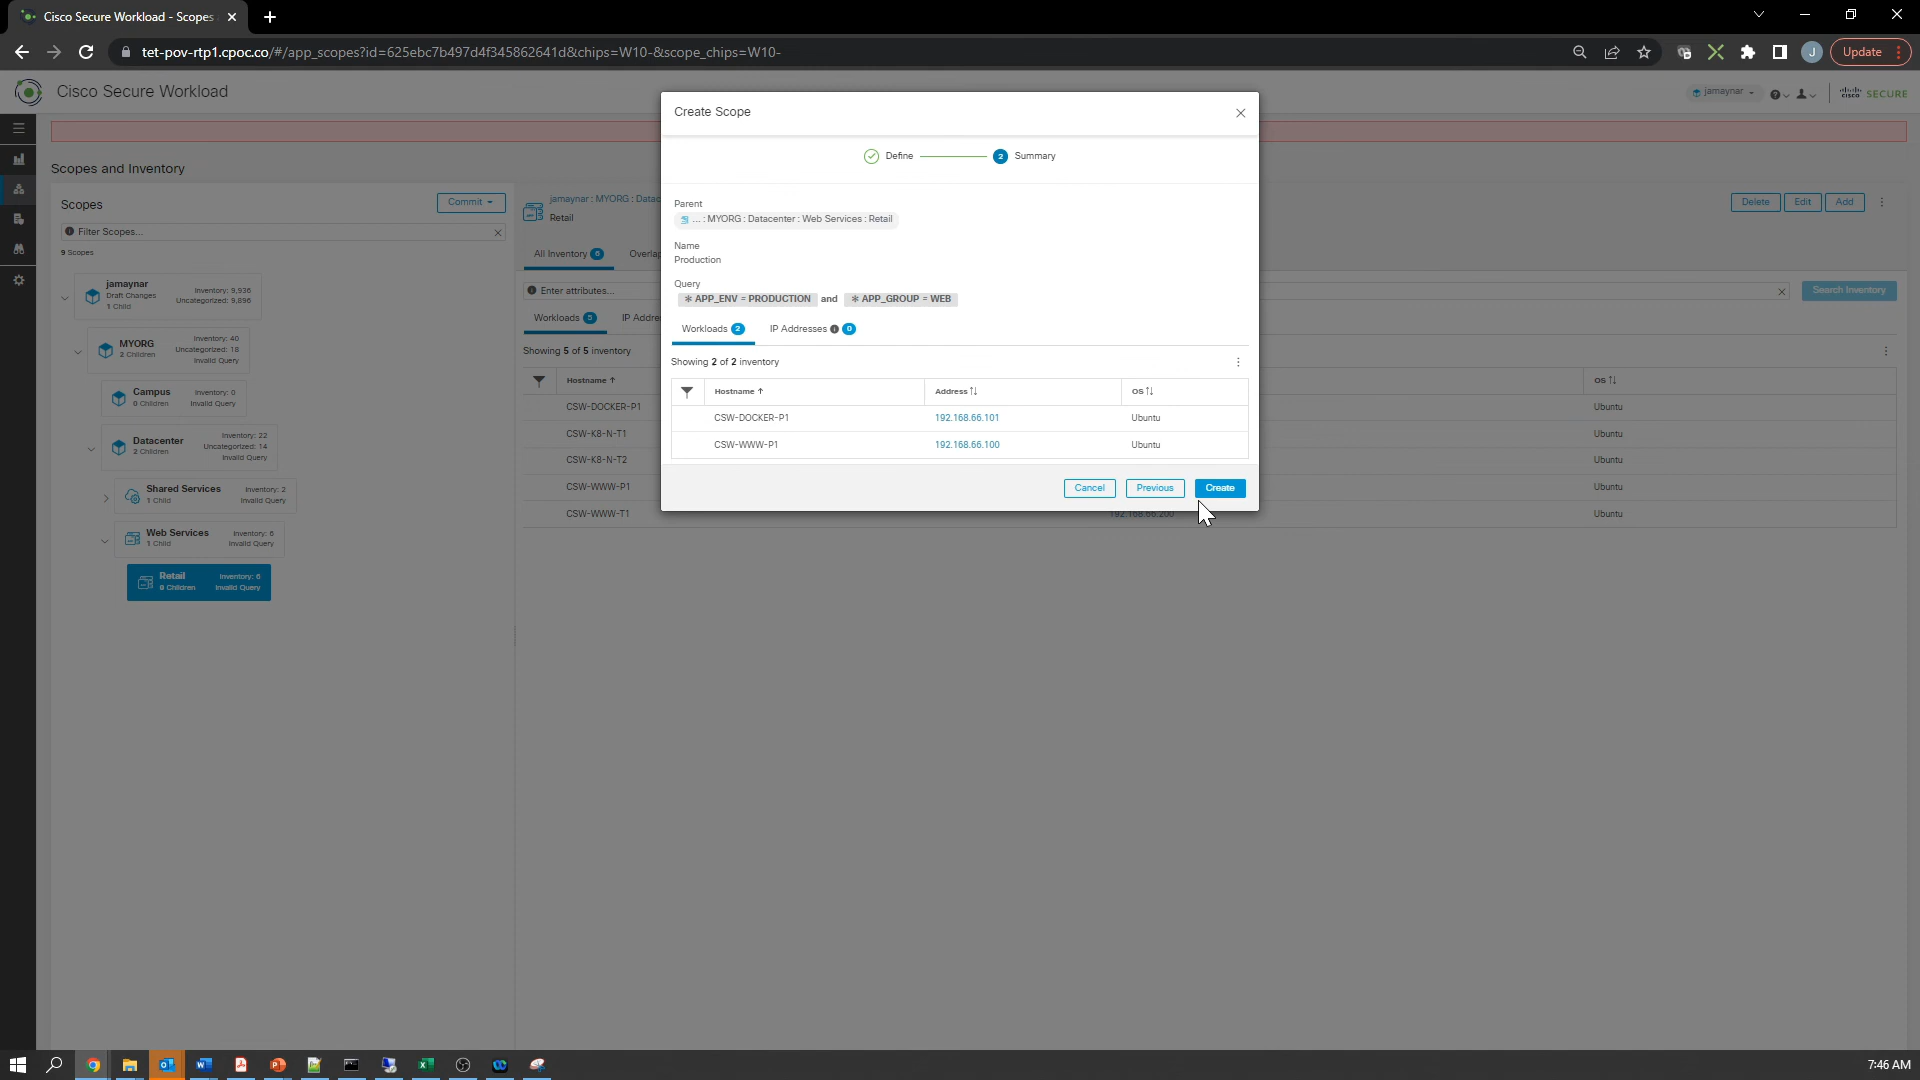 Cisco Secure Workload - Scopes
tet-pov-rtp1.cpoc.co/#/app_scopes?id=625ebc7b497d4f345862641d&chips=W10-&scope_chips=W10-
J
Update
Cisco Secure Workload
jamaynar
CISCO SECURE
Scopes and Inventory
Scopes
Commit
Filter Scopes...
9 Scopes
jamaynar
Draft Changes
1 Child
Inventory: 9,936
Uncategorized: 9,896
MYORG
2 Children
Inventory: 40
Uncategorized: 18
Invalid Query
Campus
0 Children
Inventory: 0
Invalid Query
Datacenter
2 Children
Inventory: 22
Uncategorized: 14
Invalid Query
Shared Services
1 Child
Inventory: 2
Invalid Query
Web Services
1 Child
Inventory: 6
Invalid Query
Retail
0 Children
Inventory: 6
Invalid Query
jamaynar : MYORG : Datac
Retail
Delete
Edit
Add
All Inventory 6
Overlap
Enter attributes...
Search Inventory
Workloads 5
IP Addre
Showing 5 of 5 inventory
Hostname
OS
CSW-DOCKER-P1
Ubuntu
CSW-K8-N-T1
Ubuntu
CSW-K8-N-T2
Ubuntu
CSW-WWW-P1
Ubuntu
CSW-WWW-T1
192.168.66.200
Ubuntu
Create Scope
Define
2 Summary
Parent
... : MYORG : Datacenter : Web Services : Retail
Name
Production
Query
* APP_ENV = PRODUCTION and * APP_GROUP = WEB
Workloads 2
IP Addresses 0
Showing 2 of 2 inventory
Hostname
Address
OS
CSW-DOCKER-P1
192.168.66.101
Ubuntu
CSW-WWW-P1
192.168.66.100
Ubuntu
Cancel
Previous
Create
7:46 AM